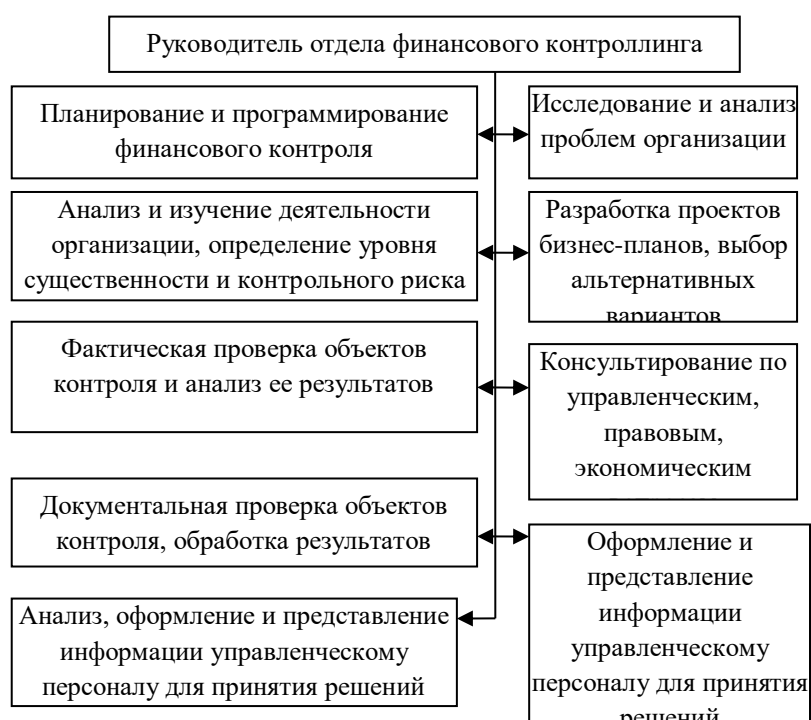 Руководитель отдела финансового контроллинга
Планирование и программирование
финансового контроля
Исследование и анализ
проблем организации
Анализ и изучение деятельности
организации, определение уровня
существенности и контрольного риска
Разработка проектов
бизнес-планов, выбор
альтернативных
вариантов
Фактическая проверка объектов
контроля и анализ ее результатов
Консультирование по
управленческим,
правовым,
экономическим
Документальная проверка объектов
контроля, обработка результатов
Оформление и
представление
информации
управленческому
персоналу для принятия
решений
Анализ, оформление и представление
информации управленческому
персоналу для принятия решений